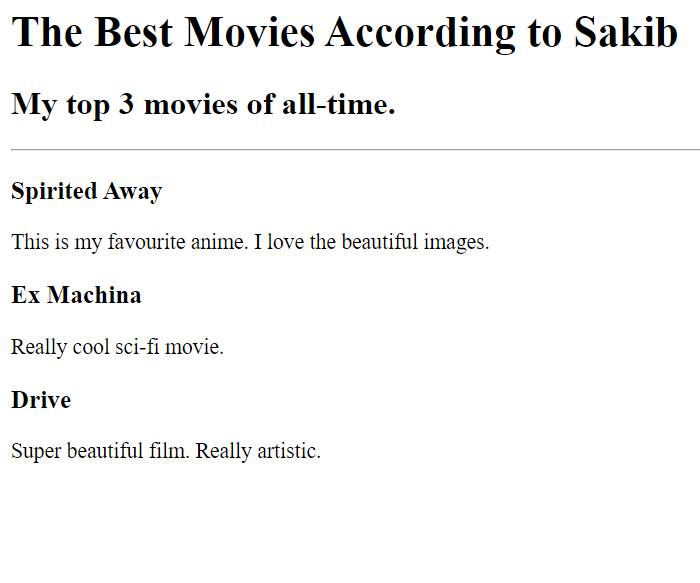 The Best Movies According to Sakib
My top 3 movies of all-time.
Spirited Away
This is my favourite anime. I love the beautiful images.
Ex Machina
Really cool sci-fi movie.
Drive
Super beautiful film. Really artistic.